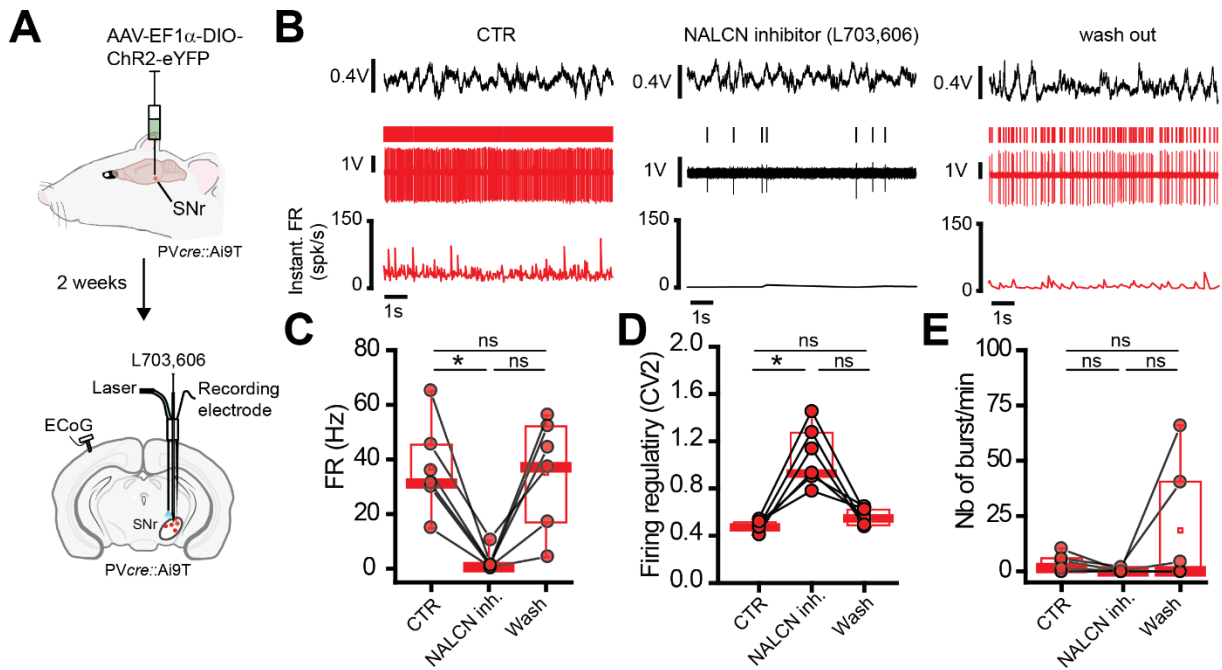 A
AAV-EF1α-DIO-
ChR2-eYFP
SNr
PVcre::Ai9T
2 weeks
L703,606
Laser
Recording
electrode
ECoG
SNr
PVcre::Ai9T
B
CTR
NALCN inhibitor (L703,606)
wash out
0.4V
0.4V
0.4V
1V
1V
1V
Instant. FR
(spk/s)
150
0
150
0
150
0
1s
1s
1s
C
ns
* ns
FR (Hz)
80
60
40
20
0
CTR
NALCN inh.
Wash
D
ns
* ns
Firing regulatiry (CV2)
2.0
1.6
1.2
0.8
0.4
0.0
CTR
NALCN inh.
Wash
E
ns
ns ns
Nb of burst/min
100
75
50
25
0
CTR
NALCN inh.
Wash